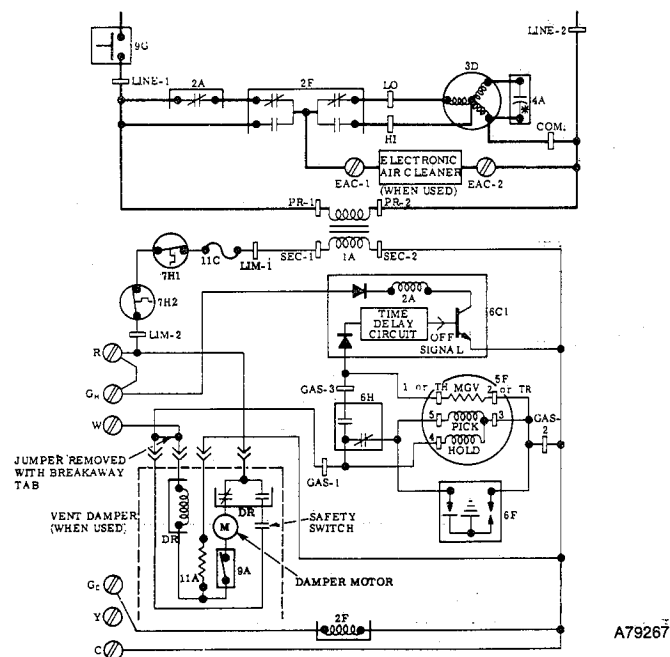 9G
LINE-2
LINE-1
2A
2F
LO
3D
4A
HI
COM.
ELECTRONIC
AIR CLEANER
(WHEN USED)
EAC-1
EAC-2
PR-1
PR-2
7H1
11C
LIM-1
SEC-1
1A
SEC-2
7H2
2A
6C1
TIME
DELAY
CIRCUIT
OFF
SIGNAL
LIM-2
R
GH
GAS-3
1 or TH
MGV
2 or TR
5F
W
6H
5
PICK
3
GAS-
2
4
HOLD
JUMPER REMOVED
WITH BREAKAWAY
TAB
GAS-1
VENT DAMPER
(WHEN USED)
DR
DR
SAFETY
SWITCH
6F
M
11A
9A
DAMPER MOTOR
GC
2F
Y
C
A79267